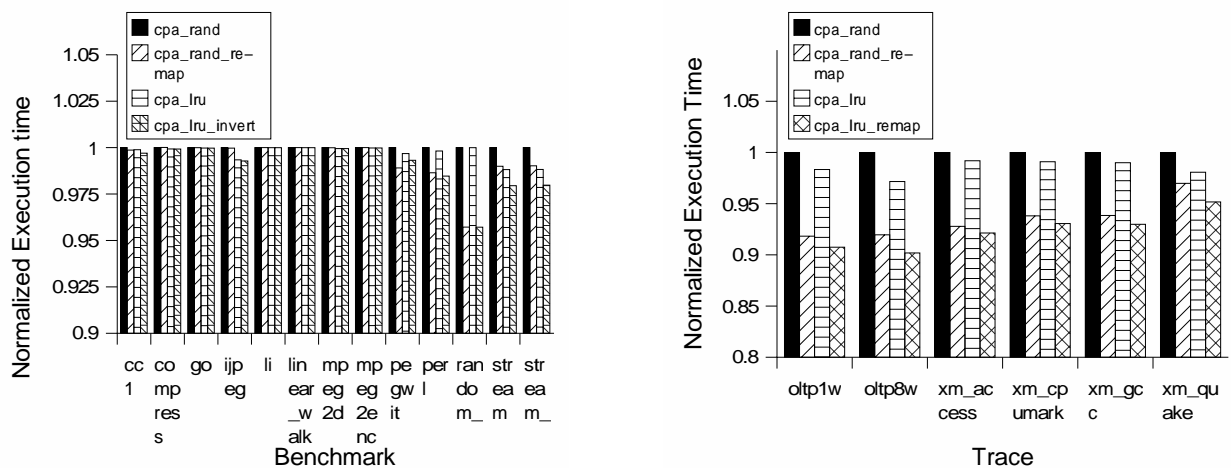 cpa_rand
cpa_rand_re-
map
cpa_lru
cpa_lru_invert
1.05
1.025
1
0.975
0.95
0.925
0.9
Normalized Execution time
cc
1
co
mp
res
s
go
ijp
eg
li
lin
ear
_w
alk
mp
eg
2d
mp
eg
2e
nc
pe
gw
it
per
l
ran
do
m_
str
ea
m
str
ea
m_
Benchmark
cpa_rand
cpa_rand_re-
map
cpa_lru
cpa_lru_remap
1.05
1
0.95
0.9
0.85
0.8
Normalized Execution Time
oltp1w
oltp8w
xm_ac
cess
xm_cp
umark
xm_gc
c
xm_qu
ake
Trace